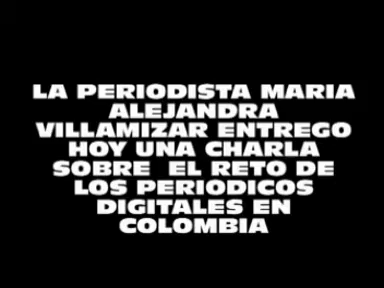 LA PERIODISTA MARIA
ALEJANDRA
VILLAMIZAR ENTREGO
HOY UNA CHARLA
SOBRE EL RETO DE
LOS PERIODICOS
DIGITALES EN
COLOMBIA